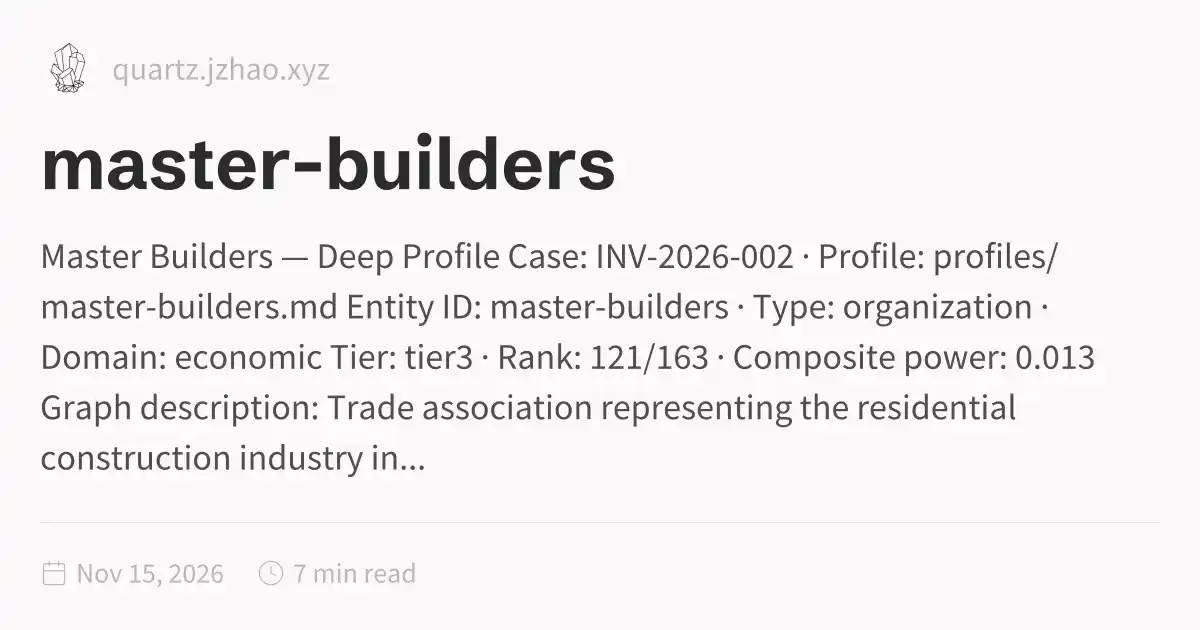 quartz.jzhao.xyz
master-builders
Master Builders — Deep Profile Case: INV-2026-002 · Profile: profiles/
master-builders.md Entity ID: master-builders · Type: organization ·
Domain: economic Tier: tier3 · Rank: 121/163 · Composite power: 0.013
Graph description: Trade association representing the residential
construction industry in...
Nov 15, 2026 7 min read